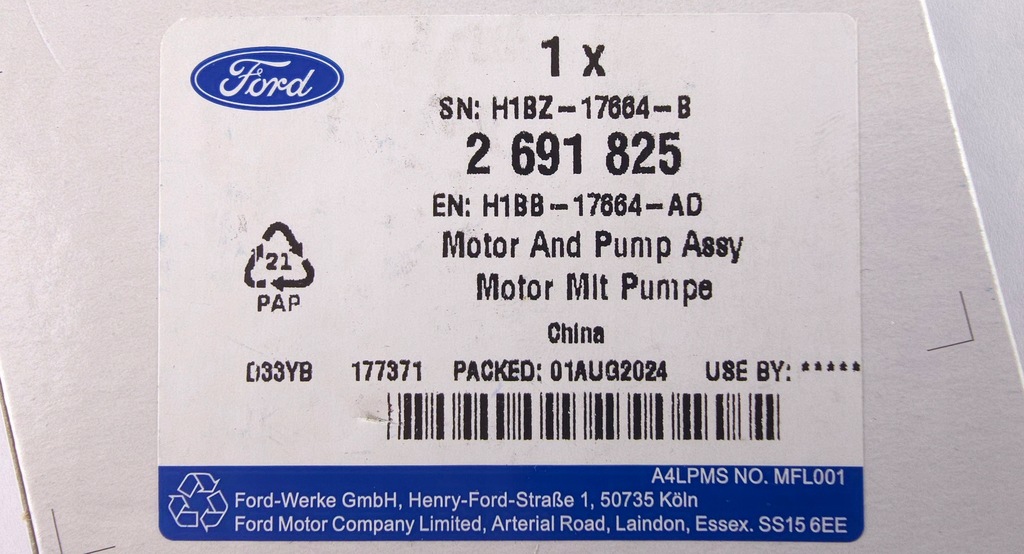 Ford
1 x
SN: H1BZ-17664-B
2 691 825
EN: H1BB-17664-AD
Motor And Pump Assy
21
PAP
Motor Mit Pumpe
China
D33YB 177371 PACKED: 01AUG2024 USE BY: *****
A4LPMS NO. MFL001
Ford-Werke GmbH, Henry-Ford-Straße 1, 50735 Köln
Ford Motor Company Limited, Arterial Road, Laindon, Essex. SS15 6EE